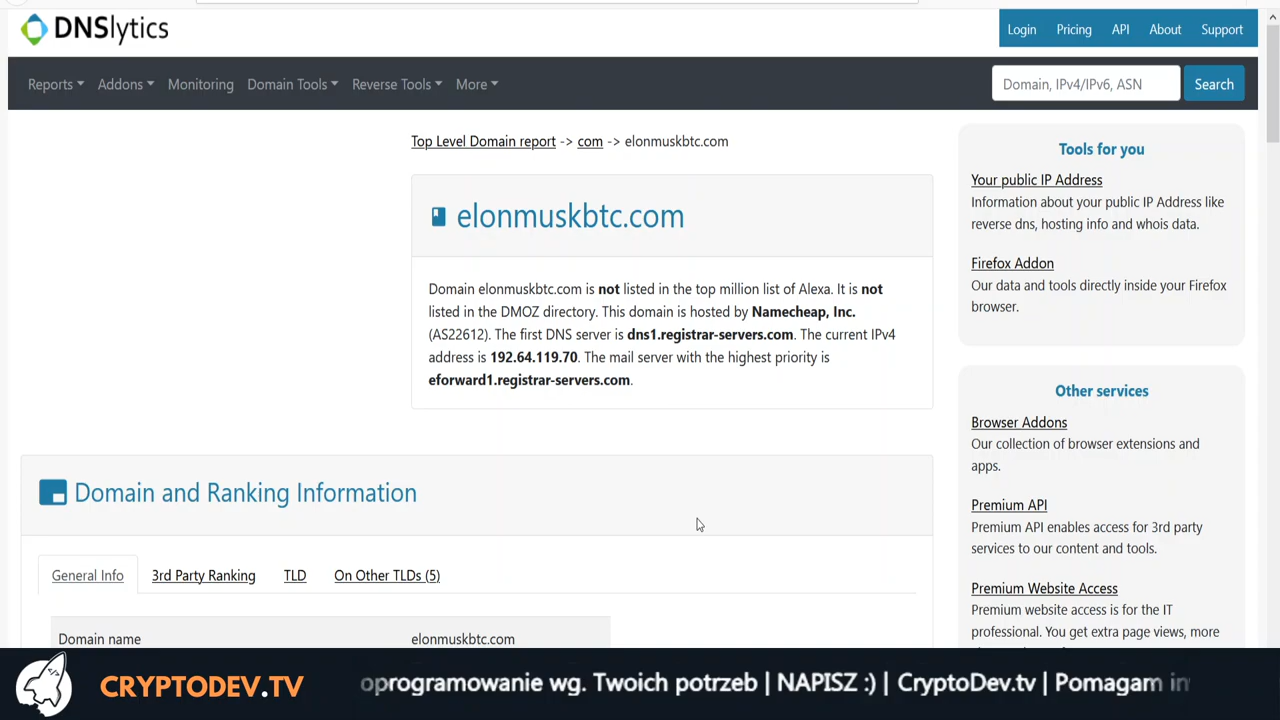 DNSlytics
Login Pricing API About Support
Reports Addons Monitoring Domain Tools Reverse Tools More
Domain, IPv4/IPv6, ASN Search
Top Level Domain report -> com -> elonmuskbtc.com
elonmuskbtc.com
Domain elonmuskbtc.com is not listed in the top million list of Alexa. It is not
listed in the DMOZ directory. This domain is hosted by Namecheap, Inc.
(AS22612). The first DNS server is dns1.registrar-servers.com. The current IPv4
address is 192.64.119.70. The mail server with the highest priority is
eforward1.registrar-servers.com.
Domain and Ranking Information
General Info 3rd Party Ranking TLD On Other TLDs (5)
Domain name elonmuskbtc.com
Tools for you
Your public IP Address
Information about your public IP Address like
reverse dns, hosting info and whois data.
Firefox Addon
Our data and tools directly inside your Firefox
browser.
Other services
Browser Addons
Our collection of browser extensions and
apps.
Premium API
Premium API enables access for 3rd party
services to our content and tools.
Premium Website Access
Premium website access is for the IT
professional. You get extra page views, more
CRYPTODEV.TV
oprogramowanie wg. Twoich potrzeb | NAPISZ :) | CryptoDev.tv | Pomagam